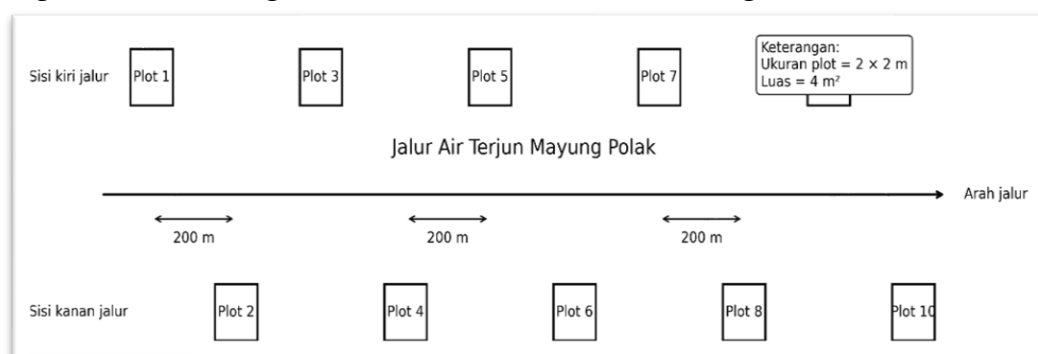 Keterangan:
Ukuran plot = 2 × 2 m
Luas = 4 m²
Sisi kiri jalur
Plot 1
Plot 3
Plot 5
Plot 7
Jalur Air Terjun Mayung Polak
Arah jalur
200 m
200 m
200 m
Sisi kanan jalur
Plot 2
Plot 4
Plot 6
Plot 8
Plot 10